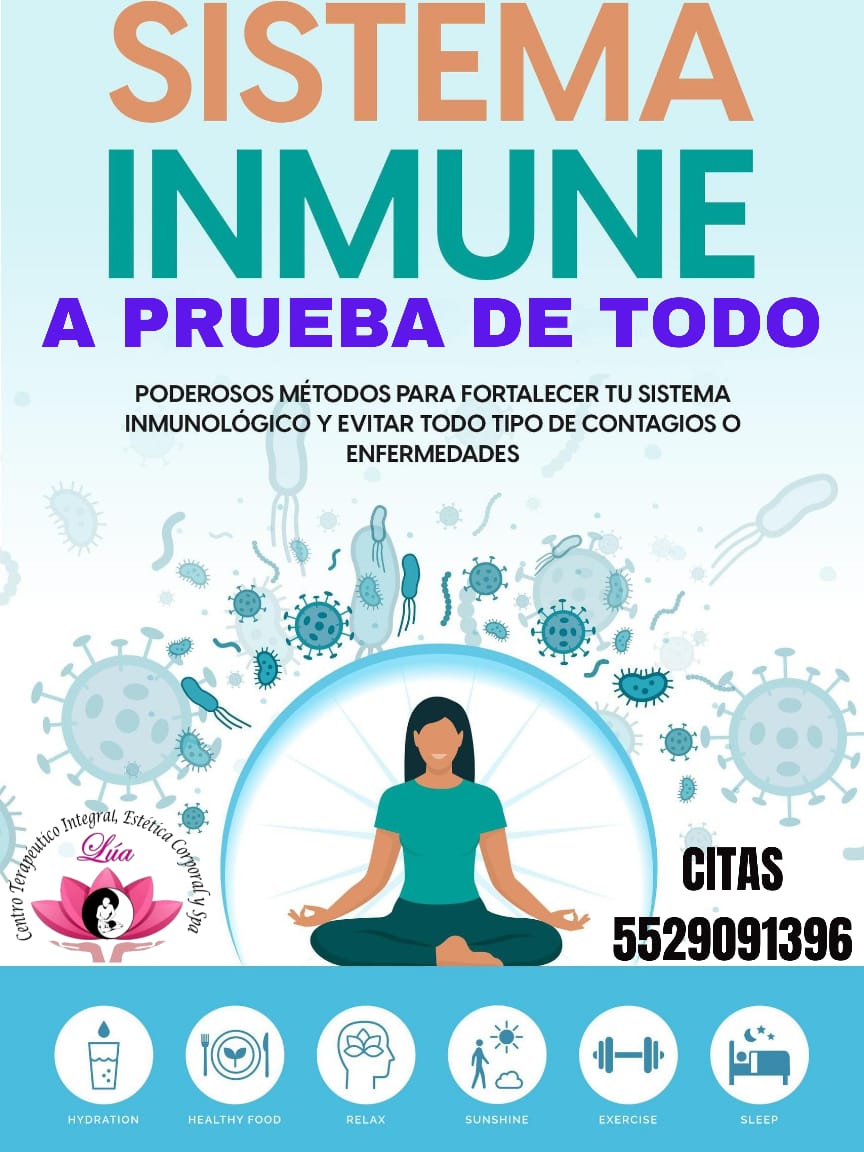 SISTEMA
INMUNE
A PRUEBA DE TODO
PODEROSOS MÉTODOS PARA FORTALECER TU SISTEMA
INMUNOLÓGICO Y EVITAR TODO TIPO DE CONTAGIOS O
ENFERMEDADES
Centro Terapeutico Integral, Estética Corporal y Spa
Lúa
CITAS
5529091396
HYDRATION
HEALTHY FOOD
RELAX
SUNSHINE
EXERCISE
SLEEP